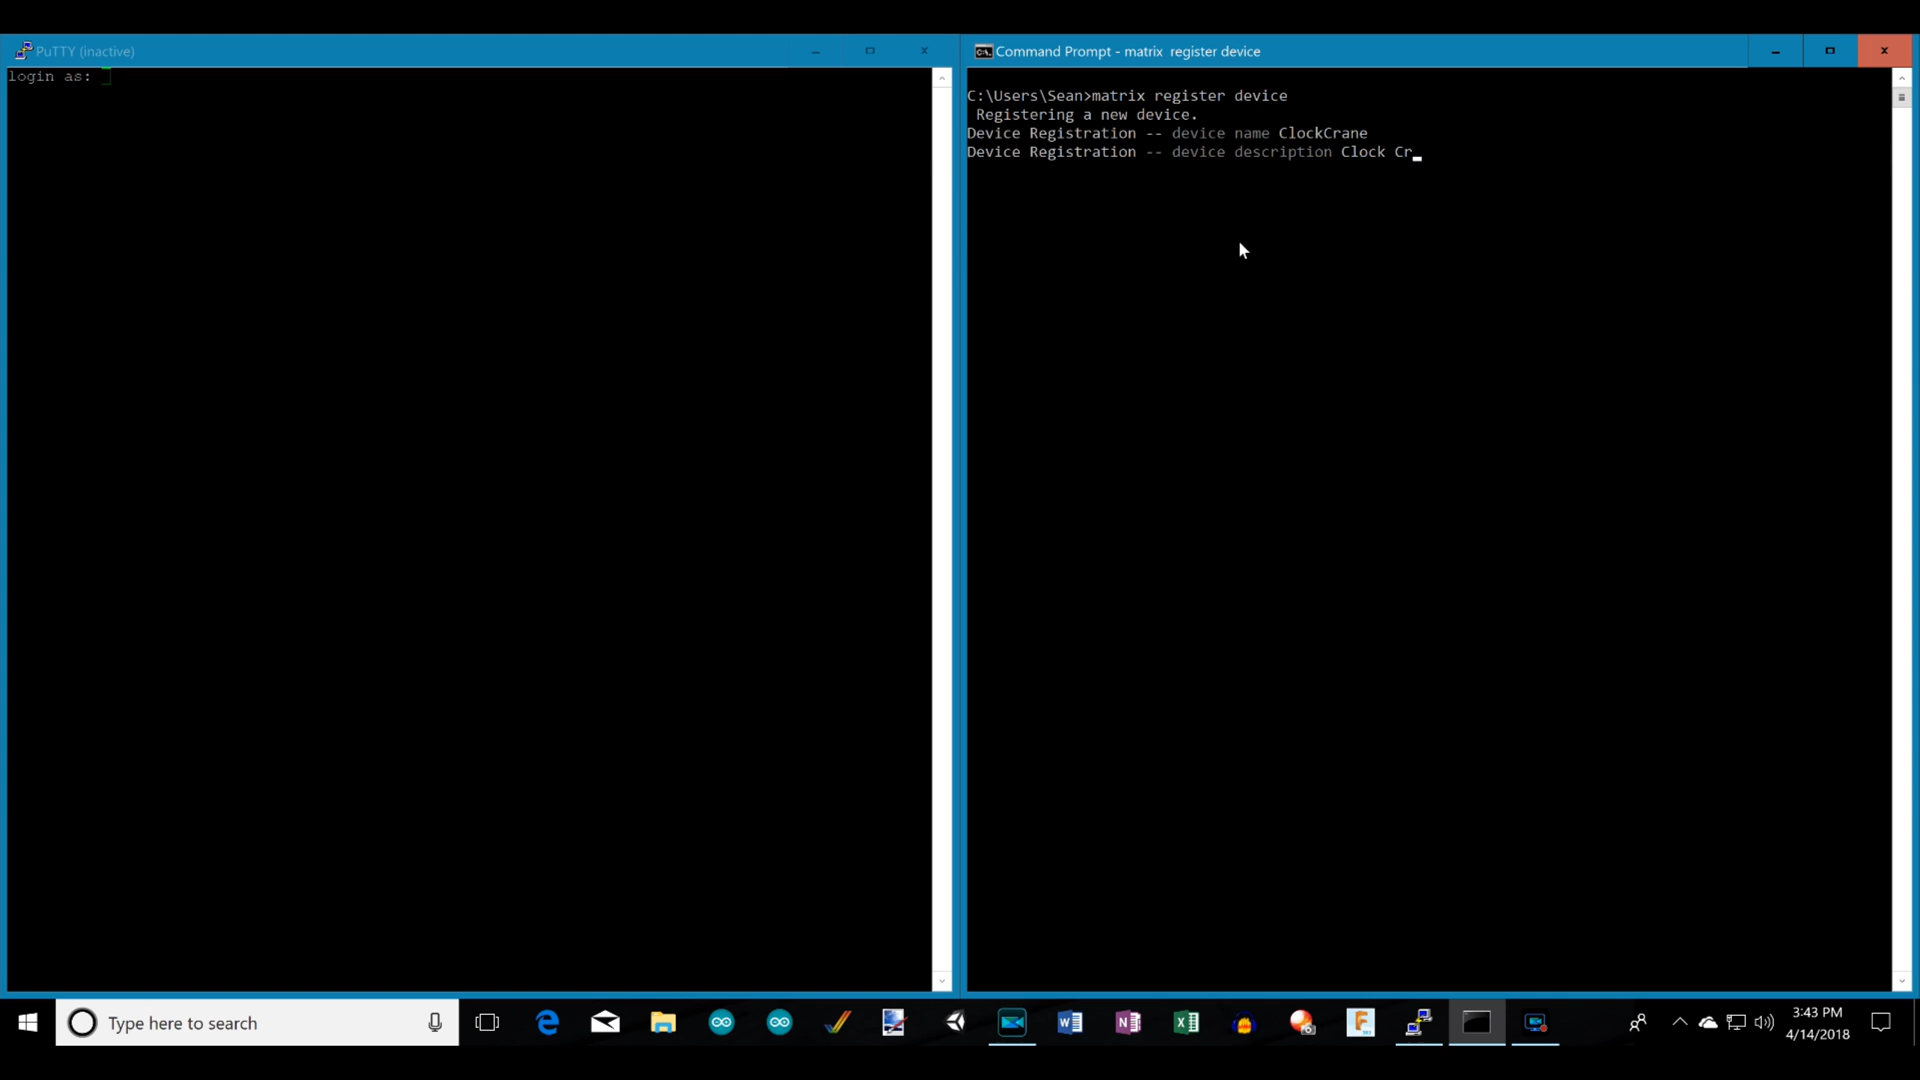 PuTTY (inactive)
login as:
Command Prompt - matrix  register device
C:\Users\Sean>matrix register device
Registering a new device.
Device Registration -- device name ClockCrane
Device Registration -- device description Clock Cr_
Type here to search
3:43 PM
4/14/2018